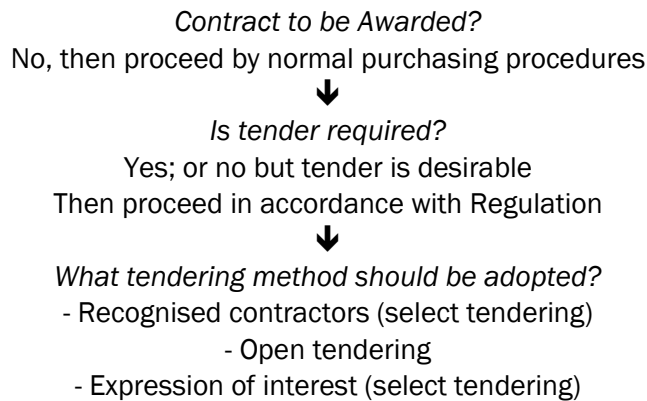 Contract to be Awarded?
No, then proceed by normal purchasing procedures
🡻
Is tender required?
Yes; or no but tender is desirable
Then proceed in accordance with Regulation
🡻
What tendering method should be adopted?
- Recognised contractors (select tendering)
- Open tendering
- Expression of interest (select tendering)